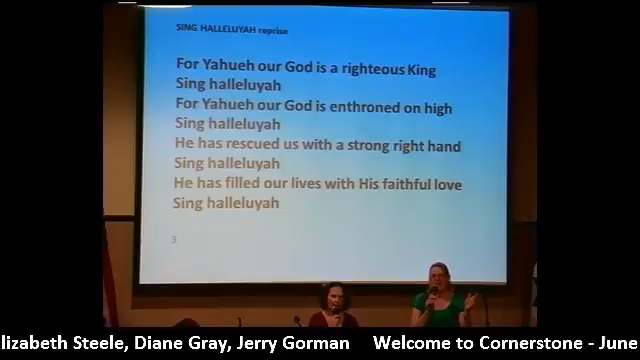 SING HALLELUYAH reprise
For Yahueh our God is a righteous King
Sing halleluyah
For Yahueh our God is enthroned on high
Sing halleluyah
He has rescued us with a strong right hand
Sing halleluyah
He has filled our lives with His faithful love
Sing halleluyah
3
lizabeth Steele, Diane Gray, Jerry Gorman Welcome to Cornerstone - June